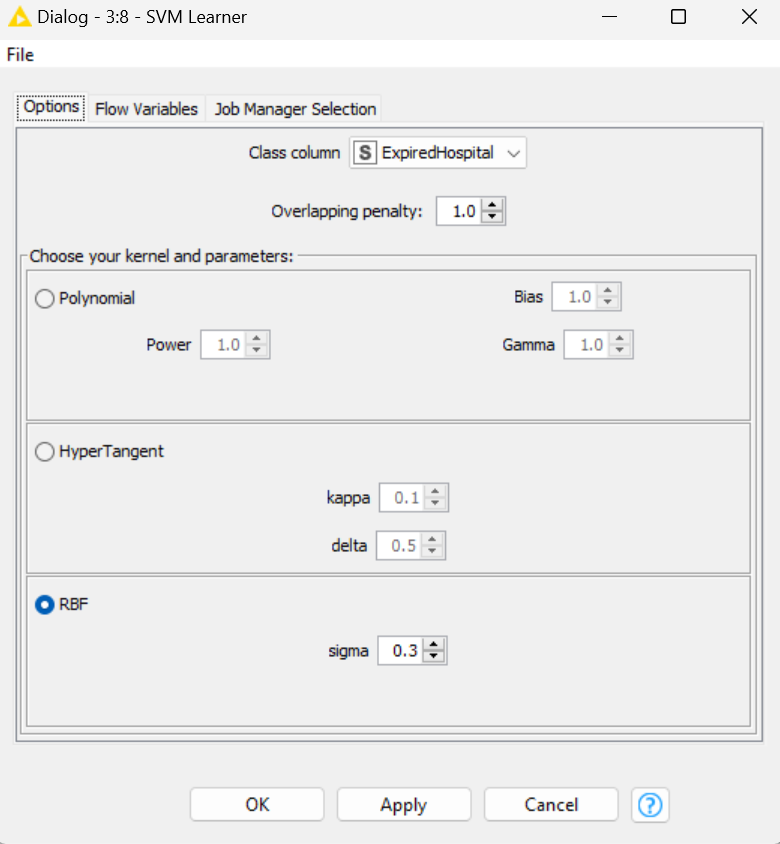 Dialog - 3:8 - SVM Learner
File
Options Flow Variables Job Manager Selection
Class column S ExpiredHospital
Overlapping penalty: 1.0
Choose your kernel and parameters:
Polynomial Bias 1.0
Power 1.0 Gamma 1.0
HyperTangent
kappa 0.1
delta 0.5
RBF
sigma 0.3
OK Apply Cancel ?